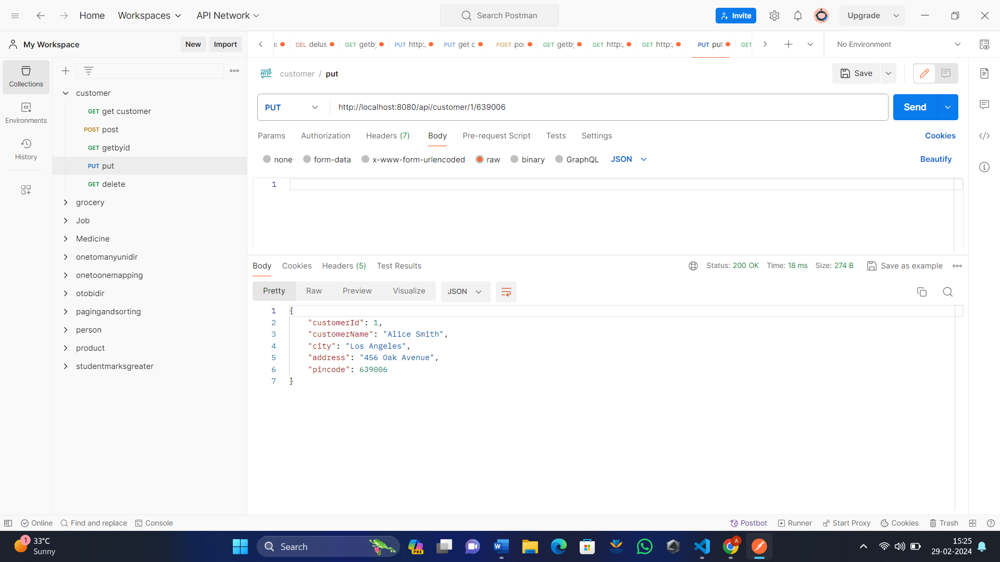 Home
Workspaces
API Network
Search Postman
Invite
Upgrade
My Workspace
New
Import
DEL delus
GET getby
PUT http:/
PUT get c
POST pos
GET getby
GET http:/
GET http:/
PUT put
GET
No Environment
Collections
Environments
History
customer
GET get customer
POST post
GET getbyid
PUT put
GET delete
grocery
Job
Medicine
onetomanyunidir
onetoonemapping
otobidir
pagingandsorting
person
product
studentmarksgreater
HTTP customer / put
Save
PUT
http://localhost:8080/api/customer/1/639006
Send
Params Authorization Headers (7) Body Pre-request Script Tests Settings
Cookies
none form-data x-www-form-urlencoded raw binary GraphQL JSON
Beautify
1
Body Cookies Headers (5) Test Results
Status: 200 OK Time: 18 ms Size: 274 B Save as example
Pretty Raw Preview Visualize JSON
1 {
2 "customerId": 1,
3 "customerName": "Alice Smith",
4 "city": "Los Angeles",
5 "address": "456 Oak Avenue",
6 "pincode": 639006
7 }
Online Find and replace Console
Postbot Runner Start Proxy Cookies Trash
1
33°C
Sunny
Search
PRE
A
15:25
29-02-2024